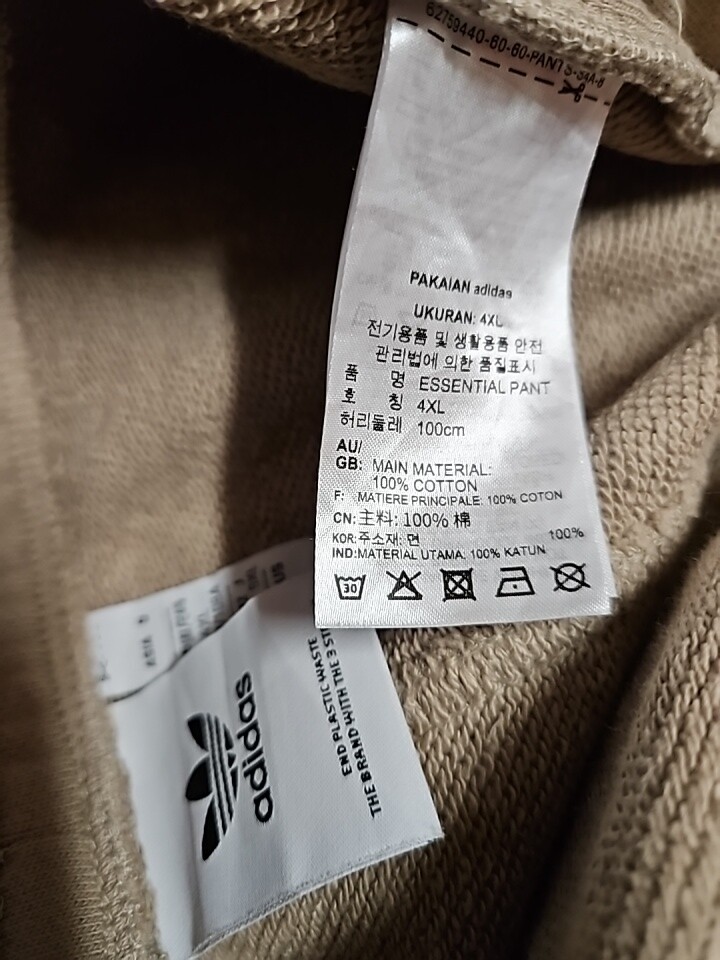 62759440-60-60-PANTS-34A-B
PAKAIAN adidas
UKURAN: 4XL
전기용품 및 생활용품 안전
관리법에 의한 품질표시
품 명 ESSENTIAL PANT
호 칭 4XL
허리둘레 100cm
AU/
GB: MAIN MATERIAL:
100% COTTON
F: MATIERE PRINCIPALE: 100% COTON
CN: 主料: 100% 棉
KOR: 주소재: 면 100%
IND: MATERIAL UTAMA: 100% KATUN
30
adidas
END PLASTIC WASTE
THE BRAND WITH THE 3